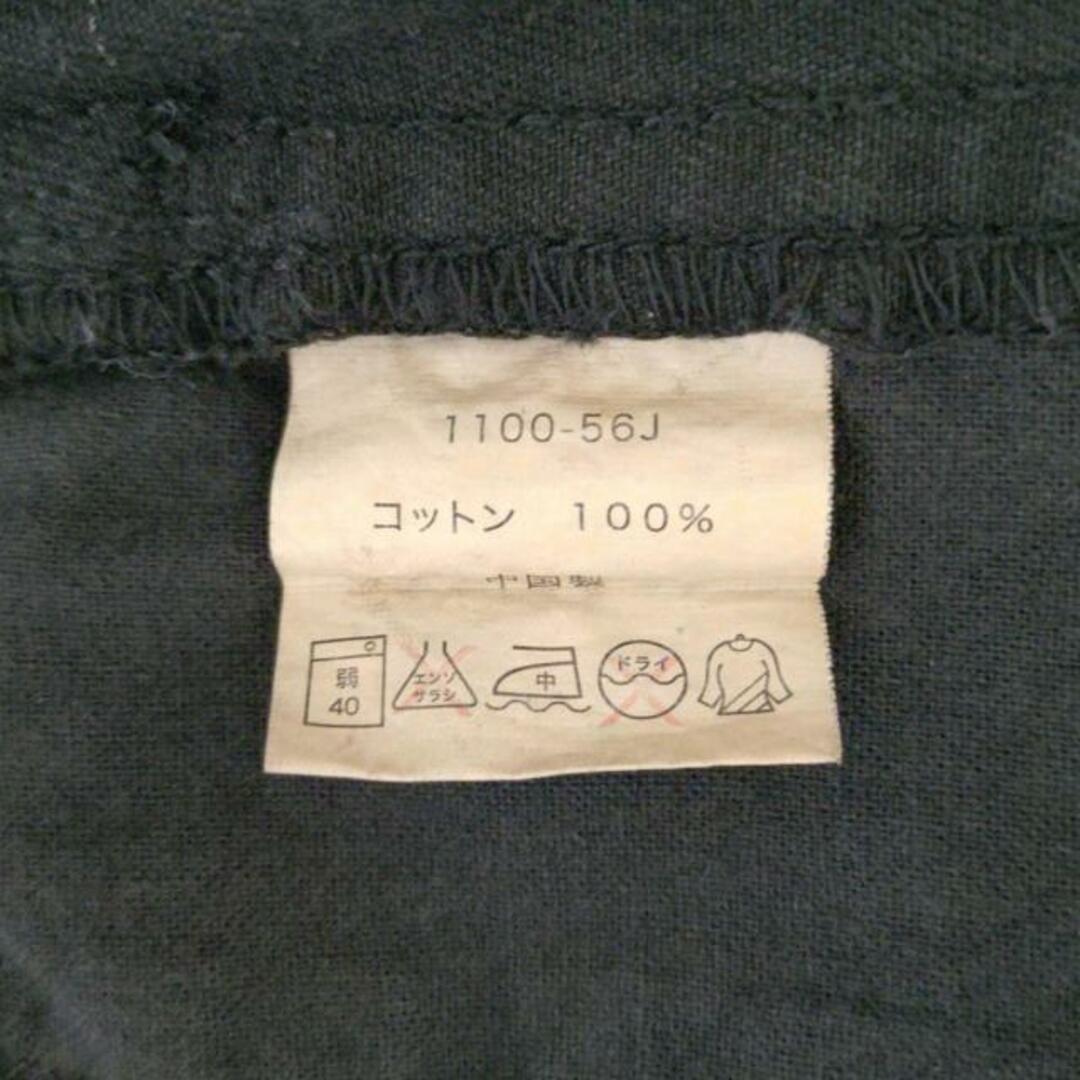 1100-56J
コットン 100%
中国製
弱
40
エンソ
サラシ
中
ドライ